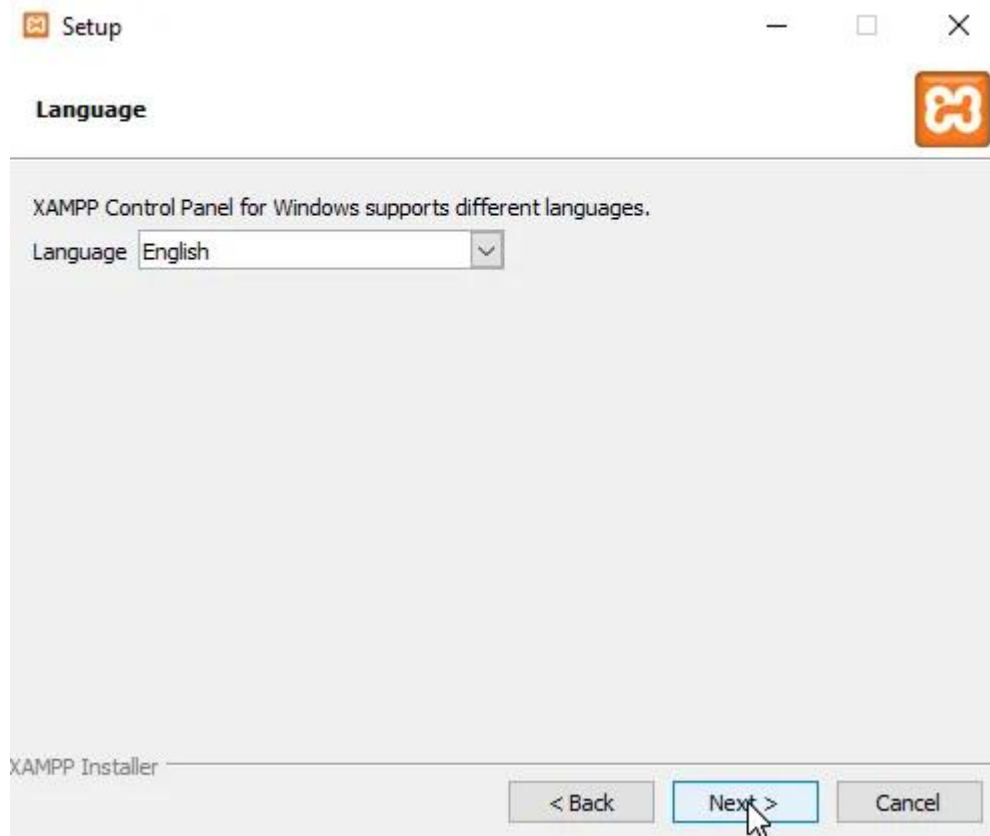 Setup
Language
XAMPP Control Panel for Windows supports different languages.
Language English
XAMPP Installer
< Back Next > Cancel